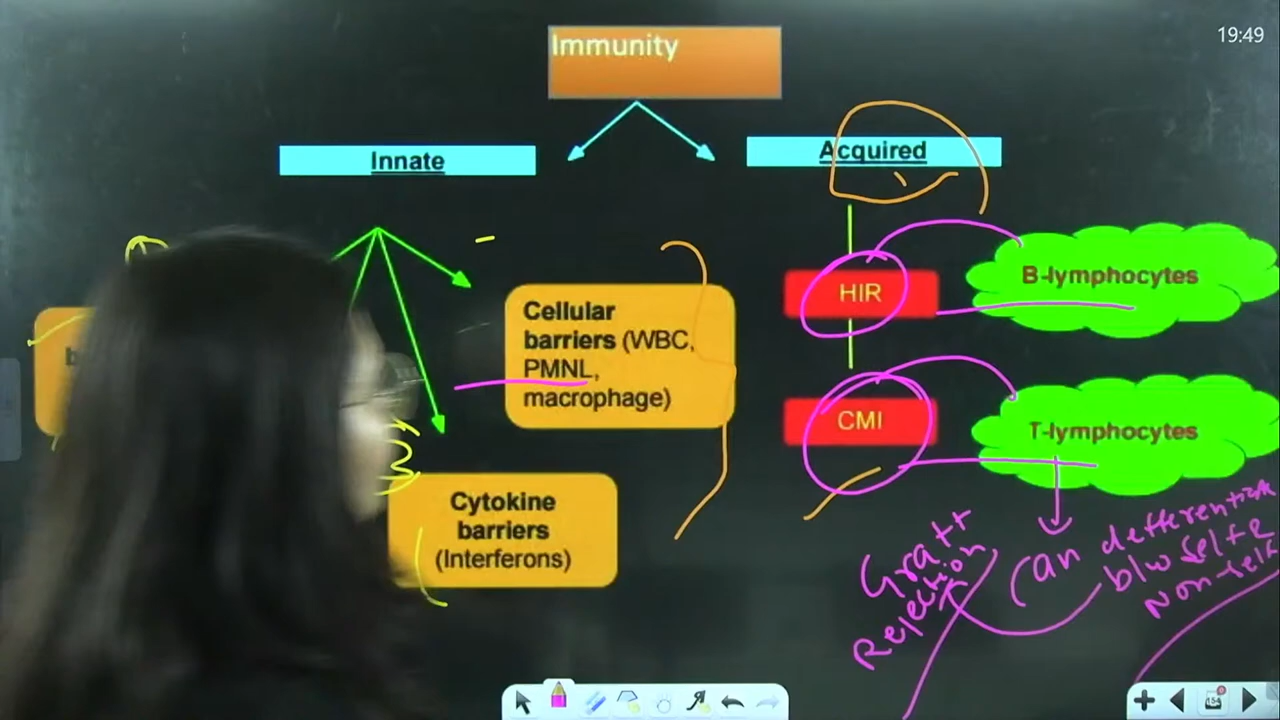 19:49
Immunity
Innate
Acquired
HIR
B-lymphocytes
Cellular
barriers (WBC,
PMNL,
macrophage)
CMI
T-lymphocytes
Cytokine
barriers
(Interferons)
Graft
Rejection
Can
b/w self &
Non-self
154